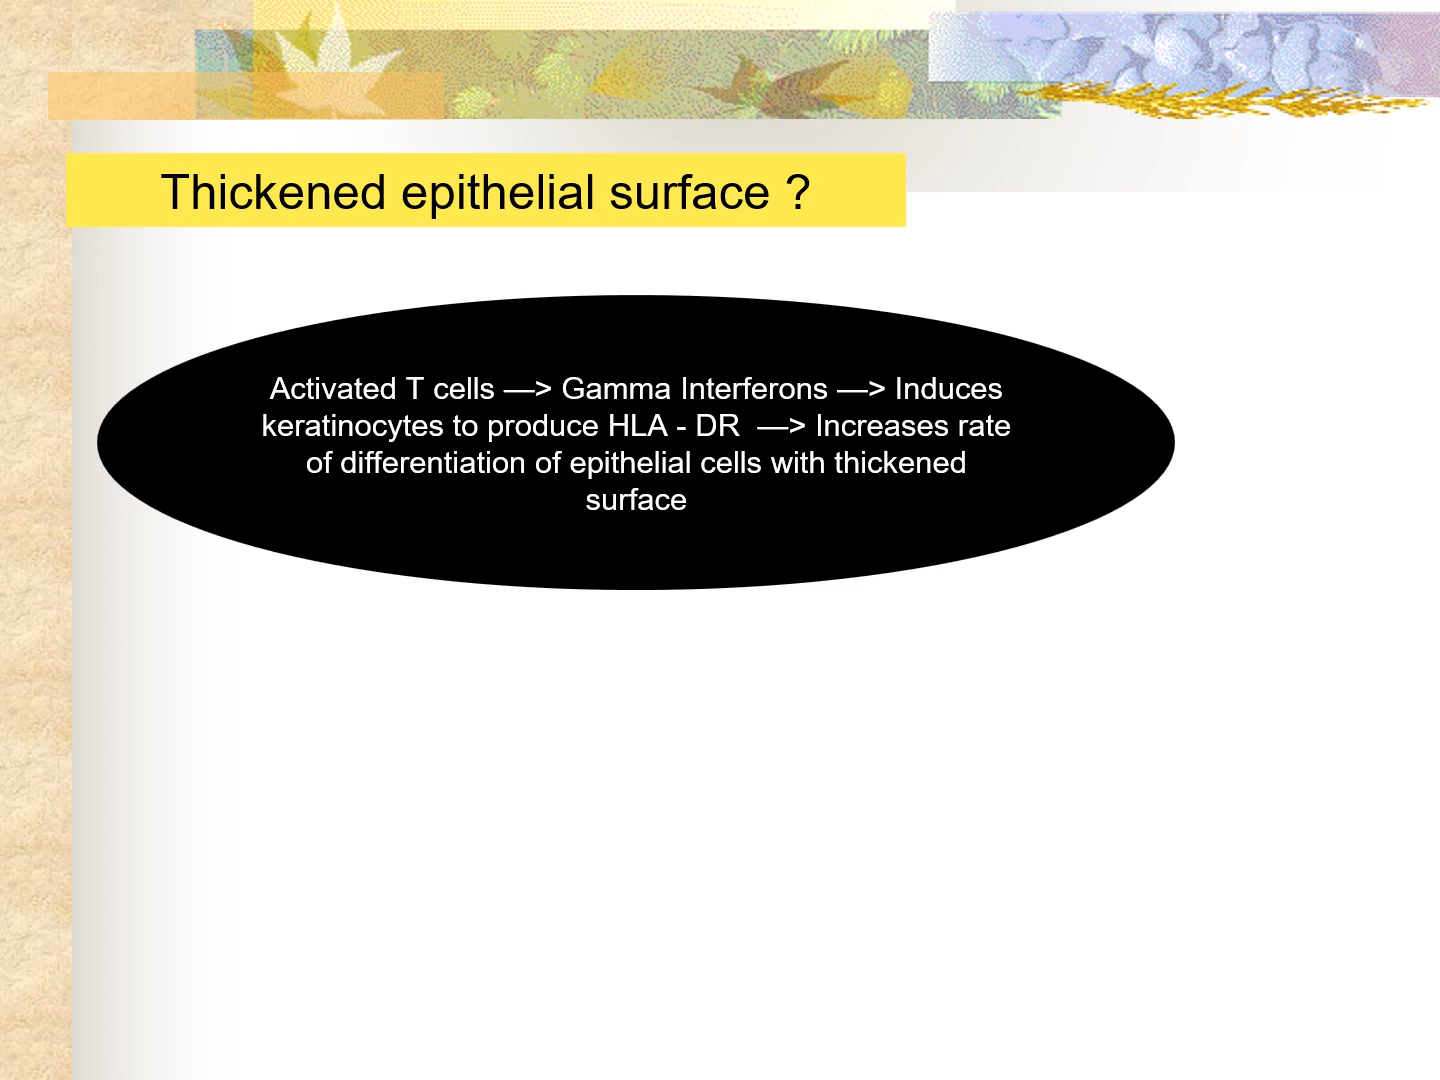 Thickened epithelial surface ?
Activated T cells —> Gamma Interferons —> Induces
keratinocytes to produce HLA - DR  —> Increases rate
of differentiation of epithelial cells with thickened
surface